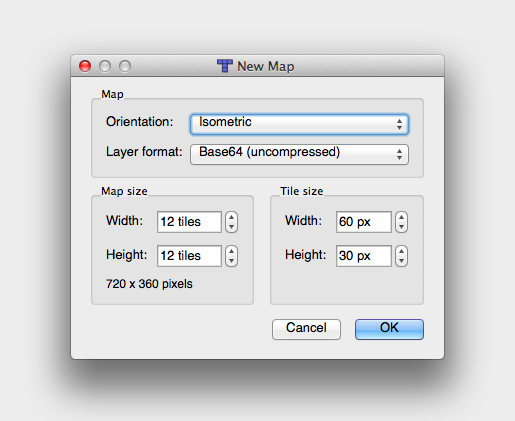 New Map
Map
Orientation: Isometric
Layer format: Base64 (uncompressed)
Map size
Width: 12 tiles
Height: 12 tiles
720 x 360 pixels
Tile size
Width: 60 px
Height: 30 px
Cancel OK